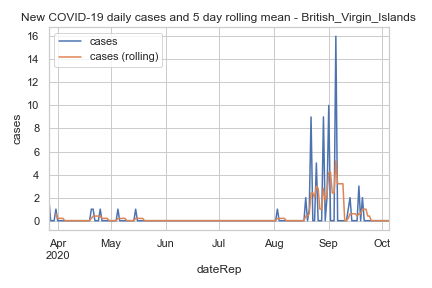 New COVID-19 daily cases and 5 day rolling mean - British_Virgin_Islands
cases
cases (rolling)
16
14
12
10
8
6
4
2
0
cases
Apr May Jun Jul Aug Sep Oct
2020
dateRep